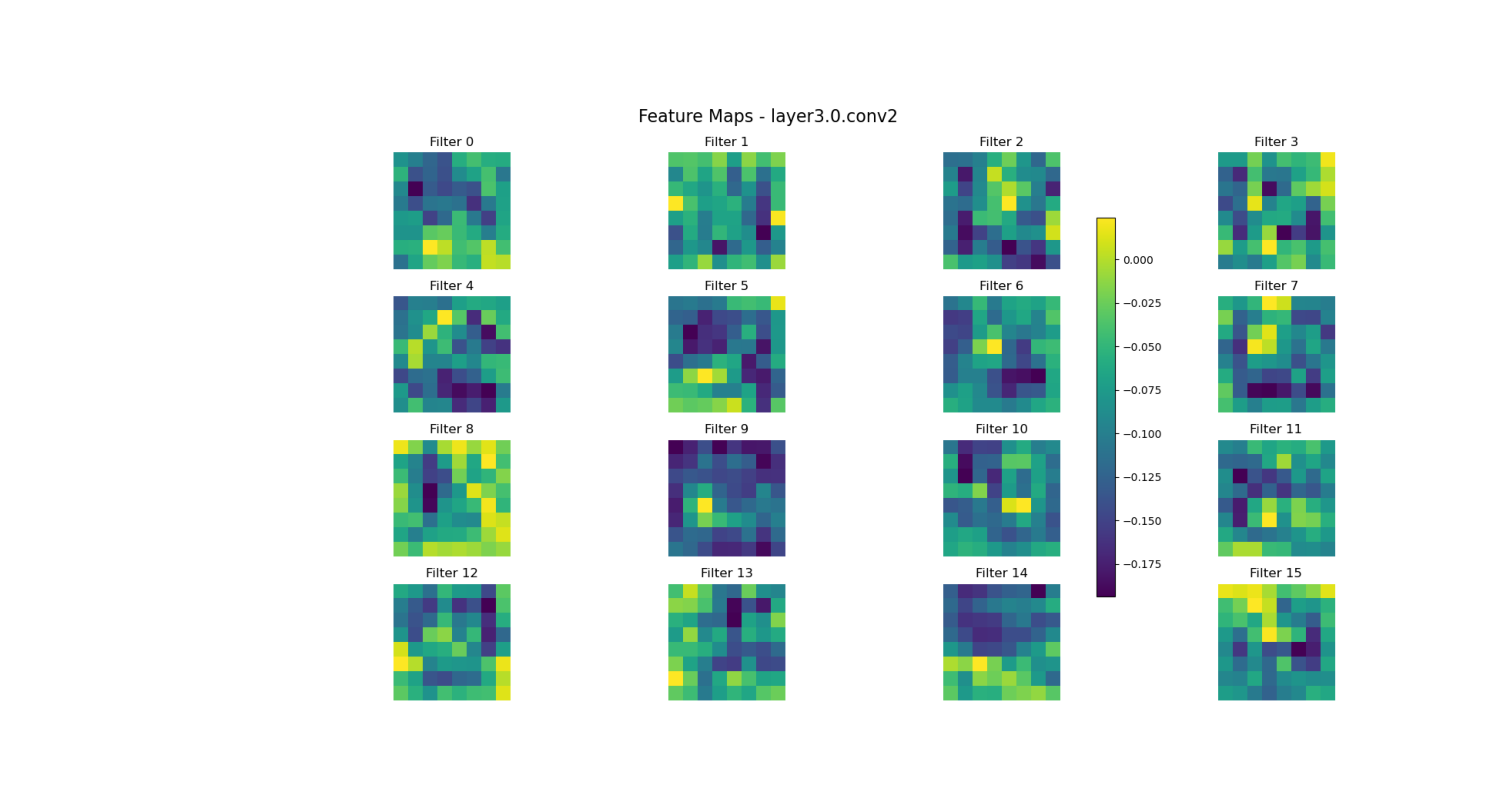 Feature Maps - layer3.0.conv2
Filter 0
Filter 1
Filter 2
Filter 3
Filter 4
Filter 5
Filter 6
Filter 7
Filter 8
Filter 9
Filter 10
Filter 11
Filter 12
Filter 13
Filter 14
Filter 15
0.000
−0.025
−0.050
−0.075
−0.100
−0.125
−0.150
−0.175